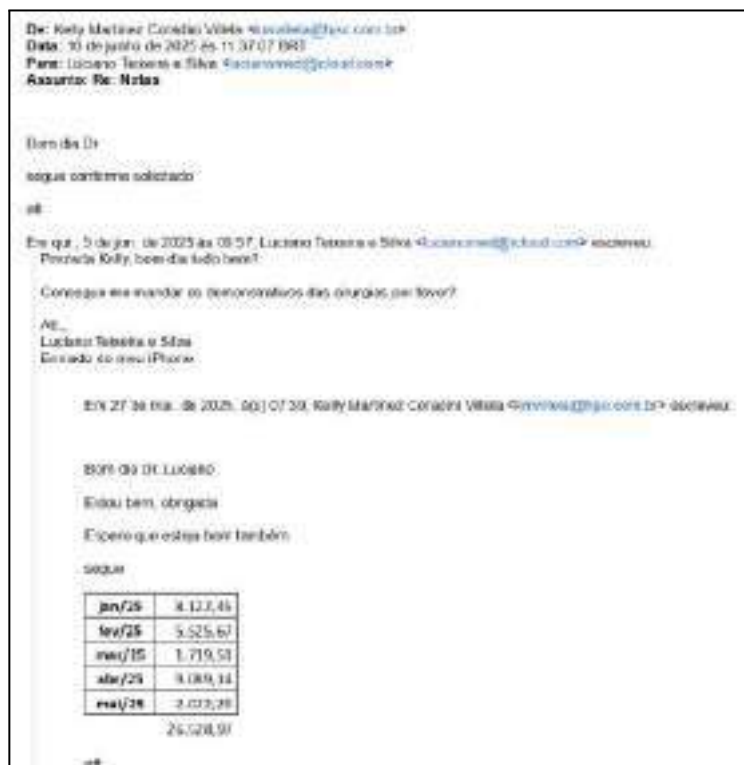 De: Kelly Martinez Coradini Villela
Data: 10 de junho de 2025 às 11:37:07 BRT
Para: Luciano Teixeira e Silva
Assunto: Re: Notas
Bom dia Dr
segue conforme solicitado
att
Em qui., 5 de jun. de 2025 às 09:57, Luciano Teixeira e Silva escreveu:
Kelly, bom dia tudo bem?
Consegue me mandar os demonstrativos das cirurgias por favor?
Att.,
Luciano Teixeira e Silva
Enviado do meu iPhone
Em 27 de mai. de 2025, à(s) 07:39, Kelly Martinez Coradini Villela escreveu:
Bom dia Dr. Luciano
Estou bem, obrigada
Espero que esteja bem também
segue
jan/25
fev/25 5.525,67
mar/25
abr/25
mai/25
att